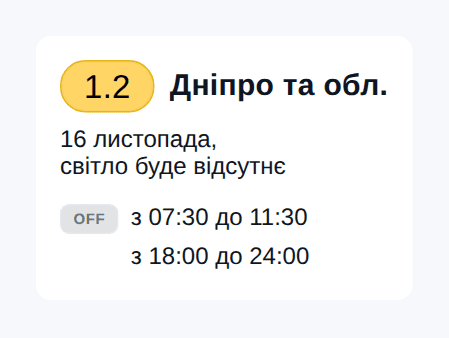 1.2 Дніпро та обл.
16 листопада,
світло буде відсутнє
OFF з 07:30 до 11:30
з 18:00 до 24:00